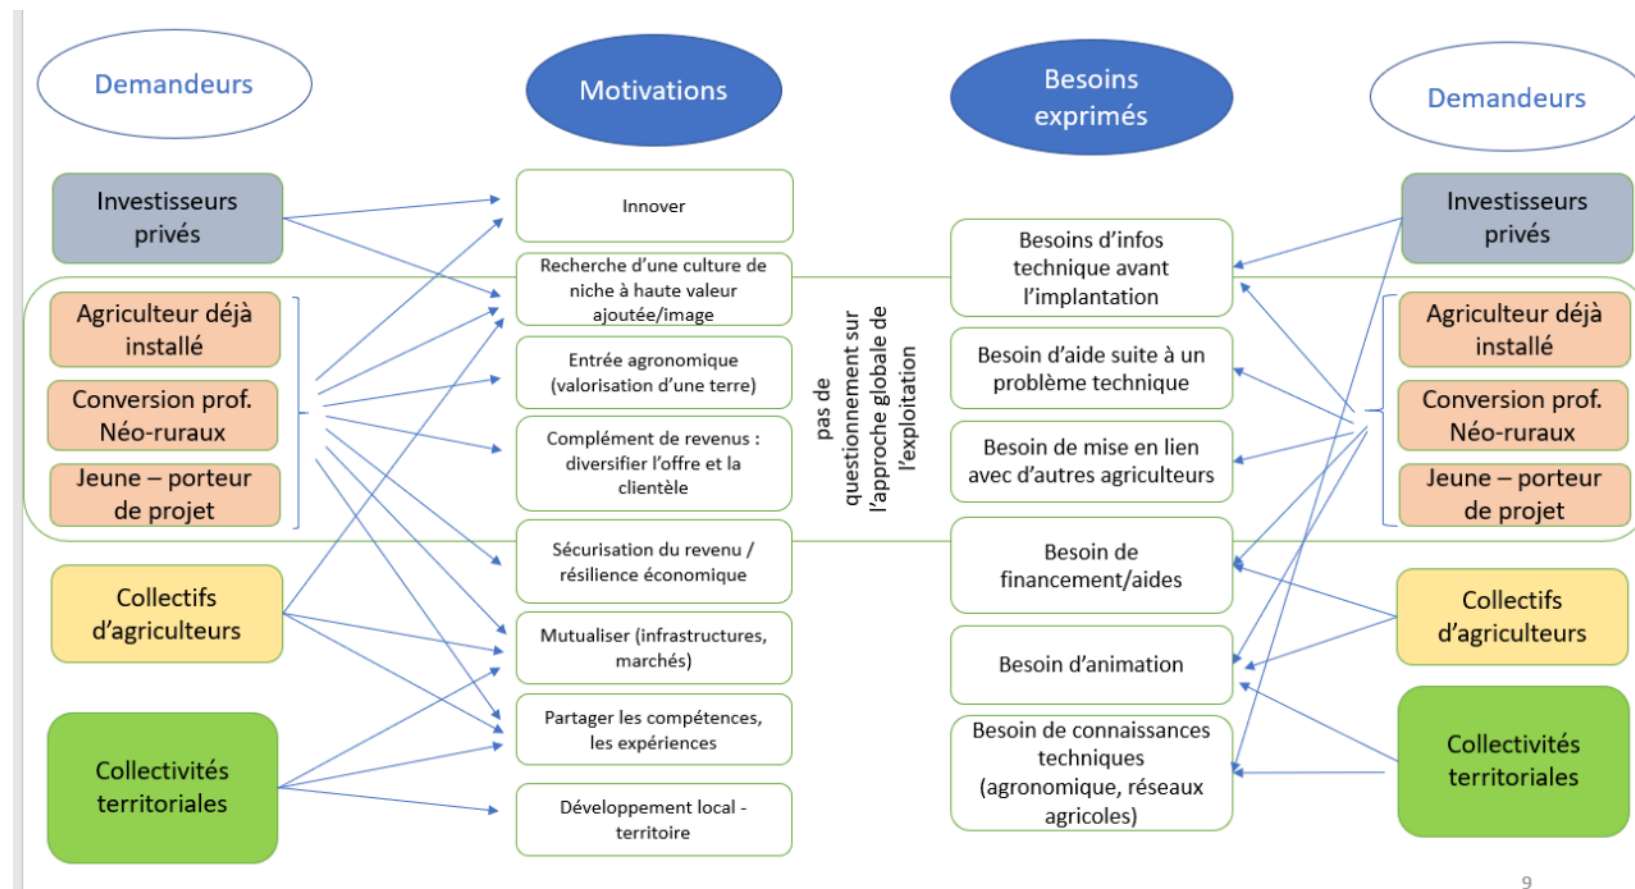 Demandeurs
Motivations
Besoins
exprimés
Demandeurs
Investisseurs
privés
Agriculteur déjà
installé
Conversion prof.
Néo-ruraux
Jeune – porteur
de projet
Collectifs
d’agriculteurs
Collectivités
territoriales
Innover
Recherche d’une culture de
niche à haute valeur
ajoutée/image
Entrée agronomique
(valorisation d’une terre)
Complément de revenus :
diversifier l’offre et la
clientèle
Sécurisation du revenu /
résilience économique
Mutualiser (infrastructures,
marchés)
Partager les compétences,
les expériences
Développement local -
territoire
pas de
questionnement sur
l’approche globale de
l’exploitation
Besoins d’infos
technique avant
l’implantation
Besoin d’aide suite à un
problème technique
Besoin de mise en lien
avec d’autres agriculteurs
Besoin de
financement/aides
Besoin d’animation
Besoin de connaissances
techniques
(agronomique, réseaux
agricoles)
Investisseurs
privés
Agriculteur déjà
installé
Conversion prof.
Néo-ruraux
Jeune – porteur
de projet
Collectifs
d’agriculteurs
Collectivités
territoriales
9